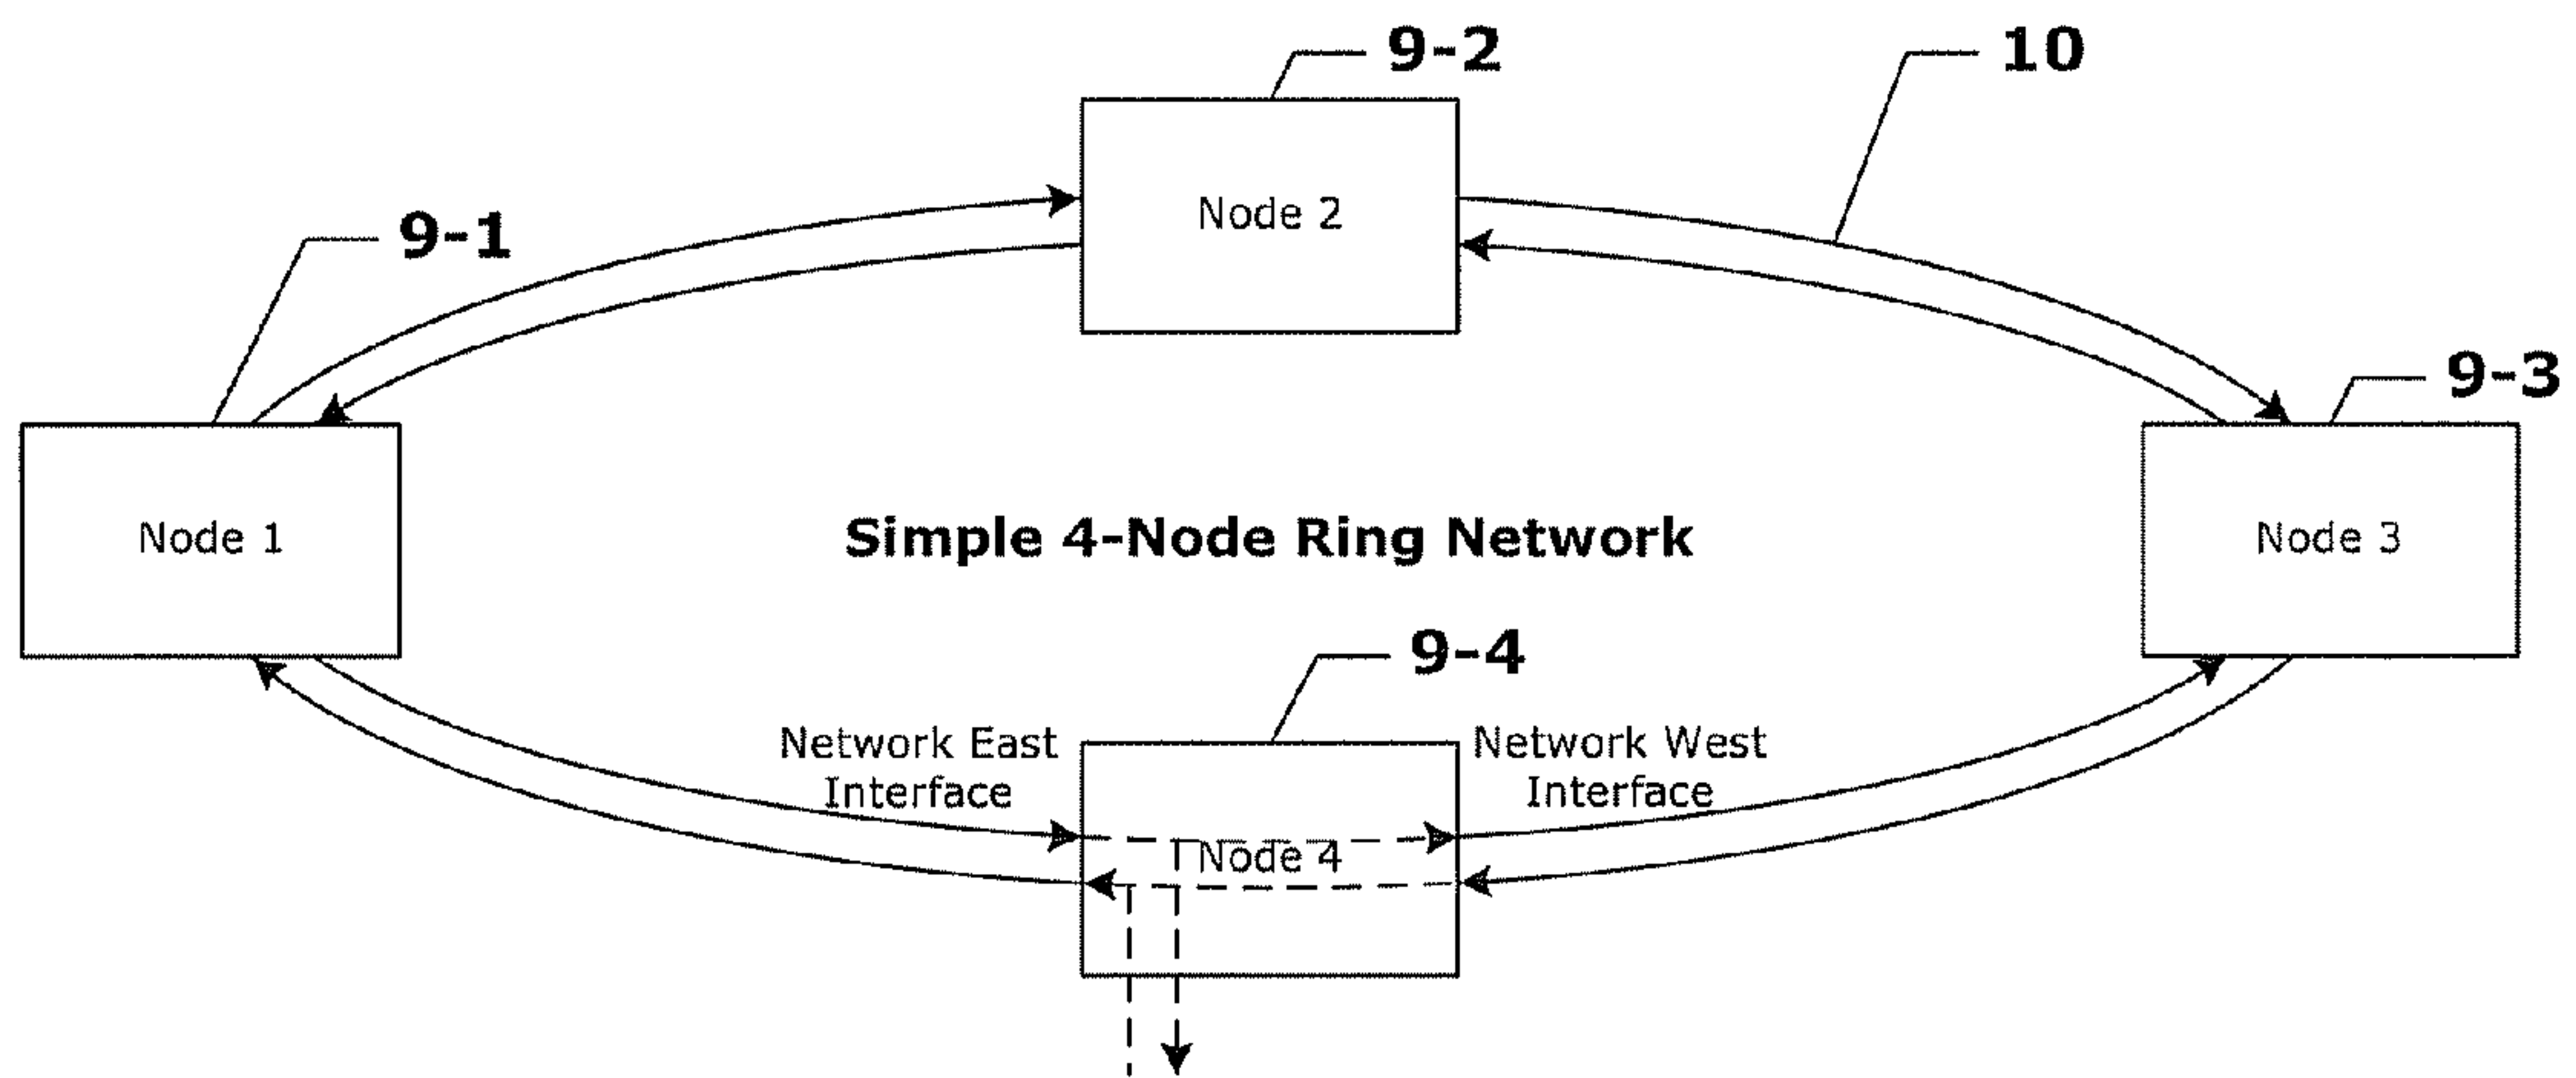 9-2
10
9-1
Node 2
9-3
Node 1
Simple 4-Node Ring Network
Node 3
9-4
Network East
Interface
Network West
Interface
Node 4